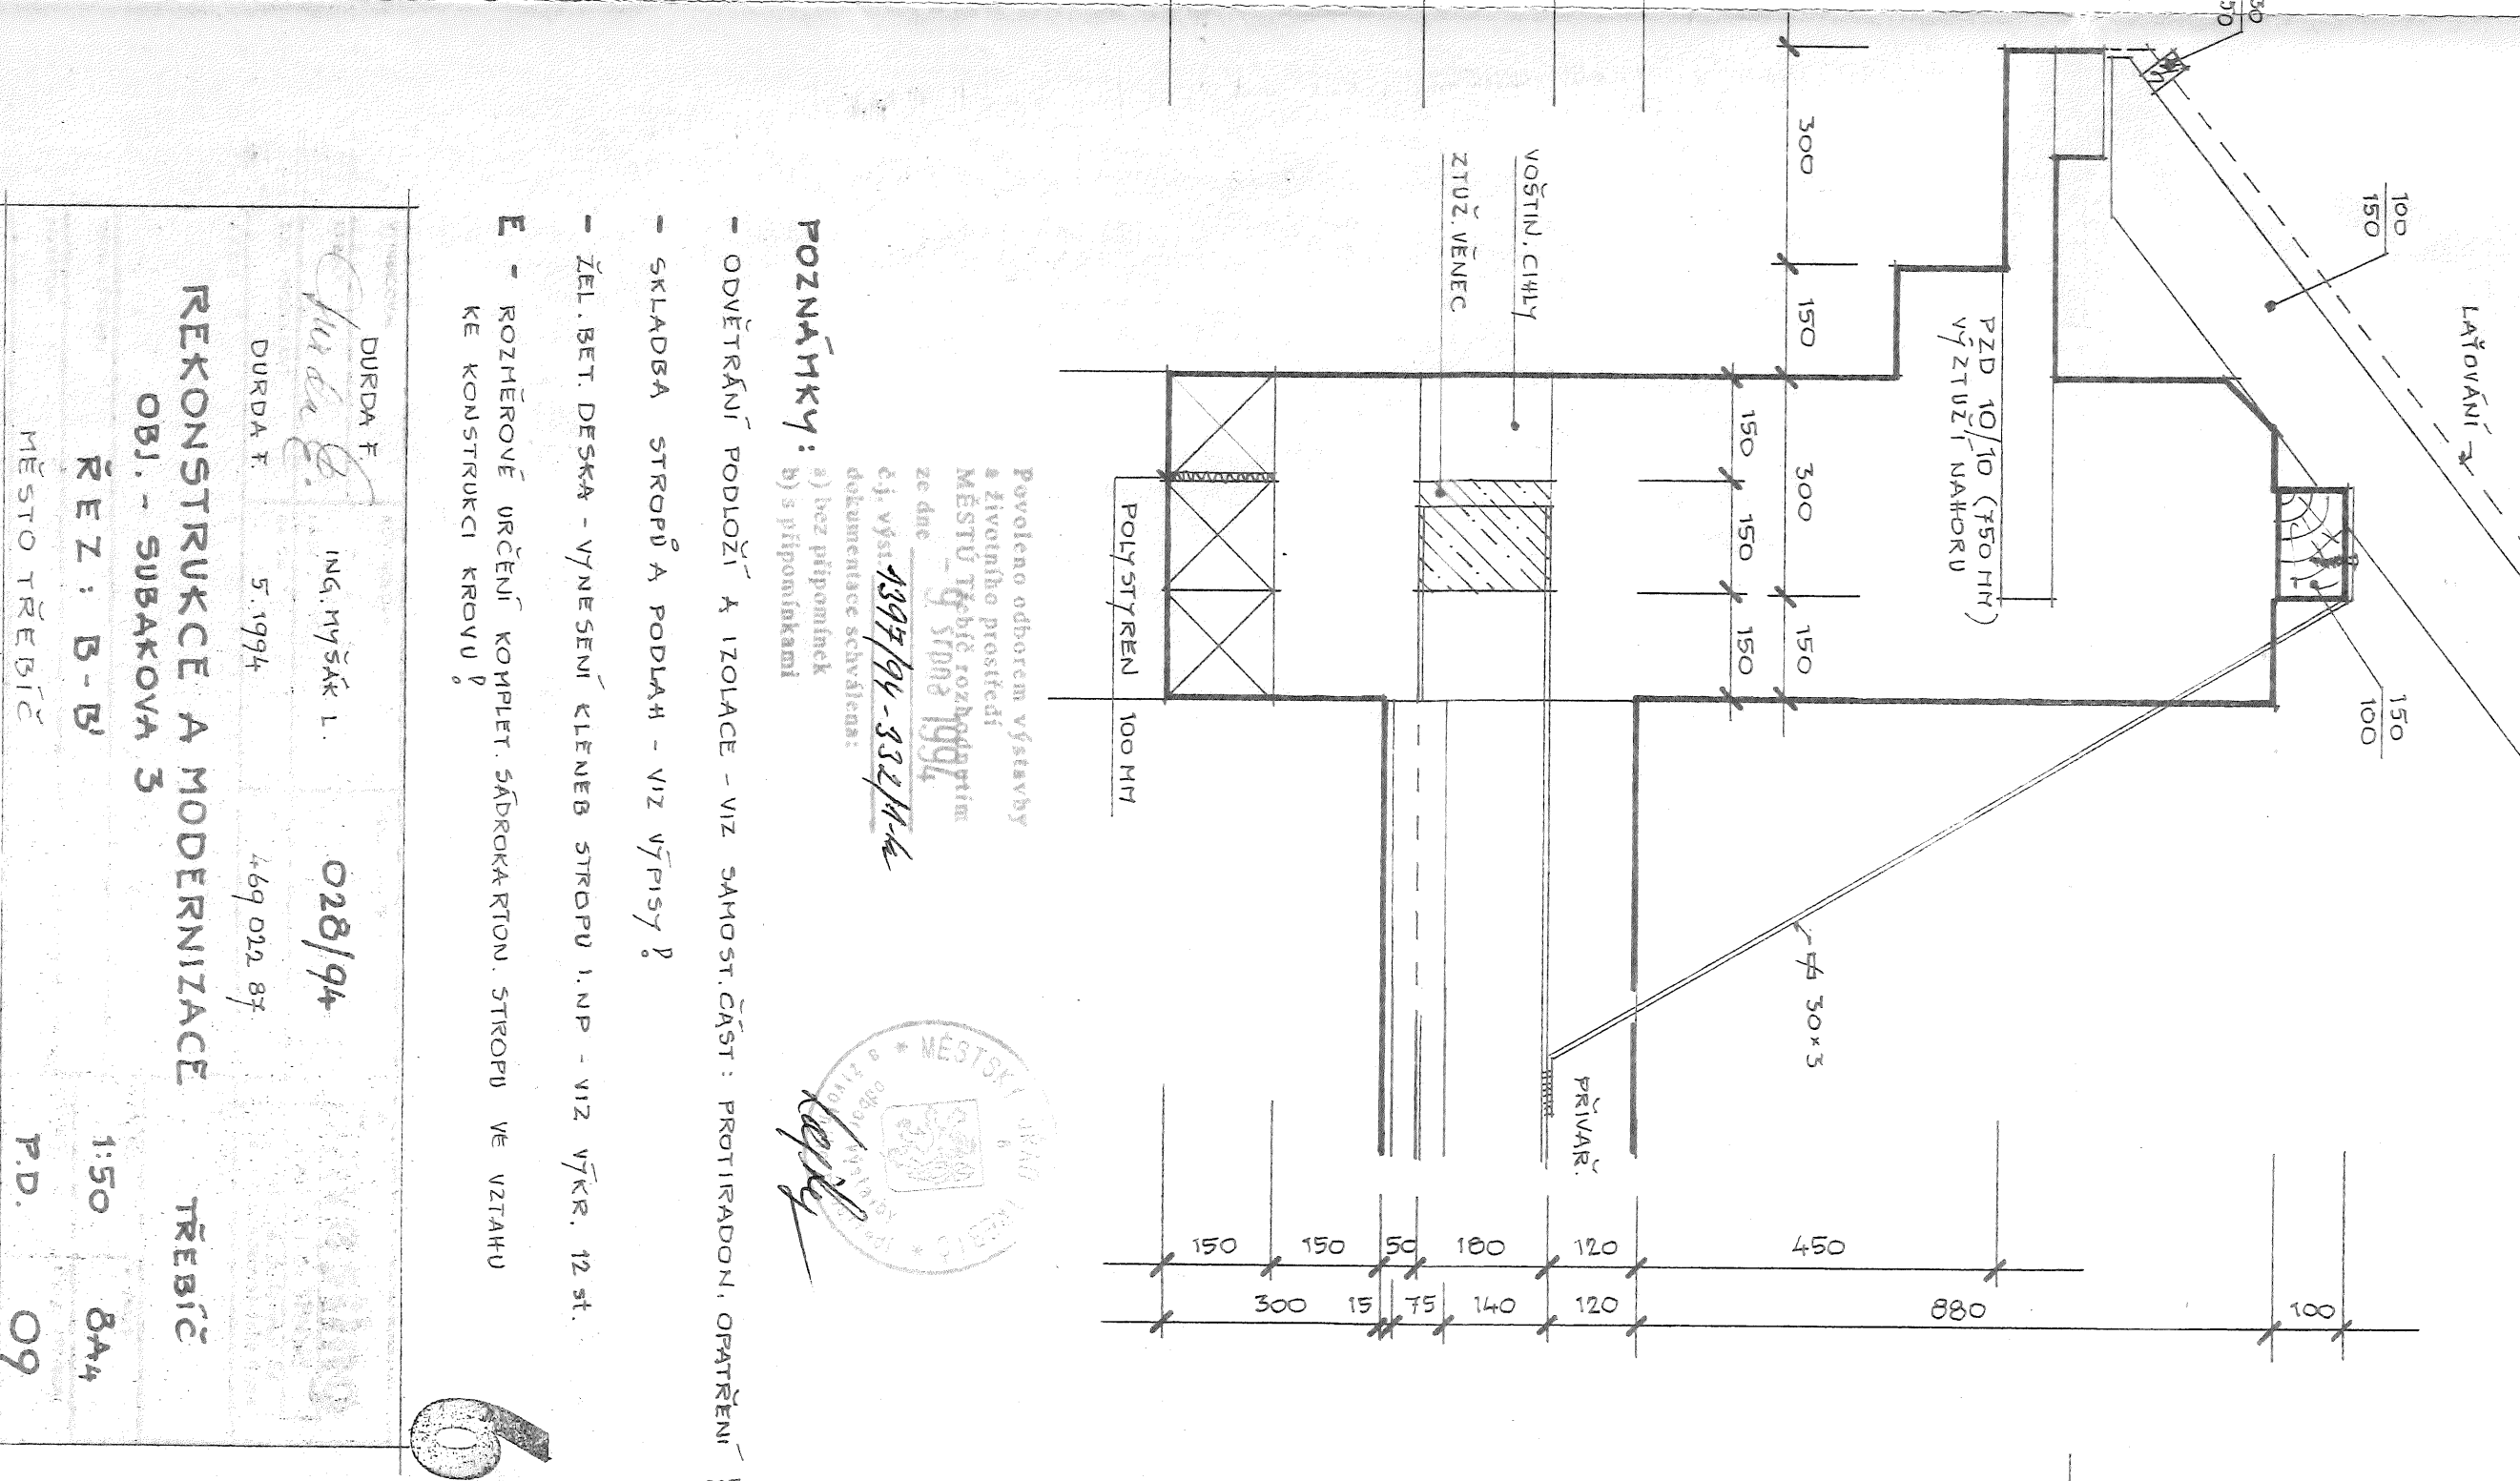 LAŤOVÁNÍ
100
150
150
100
PZD 10/10 (750 MM)
VÝZTUŽÍ NAHORU
300
150
300
150
150
150
150
VOŠTIN. CIHLY
ZTUŽ. VĚNEC
30×3
PŘIVAŘ.
POLYSTYREN 100 MM
100
880
120
140
75
15
300
450
120
180
50
150
150
Povoleno odborem výstavby
a životního prostředí
MĚSTÚ Třebíč rozhodnutím
ze dne - 9. srpna 1994
č.j. výst.
dokumentace schválena:
a) bez připomínek
b) s připomínkami
POZNÁMKY:
- ODVĚTRÁNÍ PODLOŽÍ A IZOLACE - VIZ SAMOST. ČÁST: PROTIRADON. OPATŘENÍ
- SKLADBA STROPŮ A PODLAH - VIZ VÝPISY!
- ŽEL. BET. DESKA - VYNESENÍ KLENEB STROPU 1.NP - VIZ VÝKR. 12 st.
E - ROZMĚROVÉ URČENÍ KOMPLET. SÁDROKARTON. STROPU VE VZTAHU
KE KONSTRUKCI KROVU!
DURDA F. ING. MYŠÁK L. 028/94
DURDA F. 5.1994 469 022 87
REKONSTRUKCE A MODERNIZACE TŘEBÍČ
OBJ. - SUBAKOVA 3
ŘEZ: B-B' 1:50 8A4
MĚSTO TŘEBÍČ P.D. 09
6